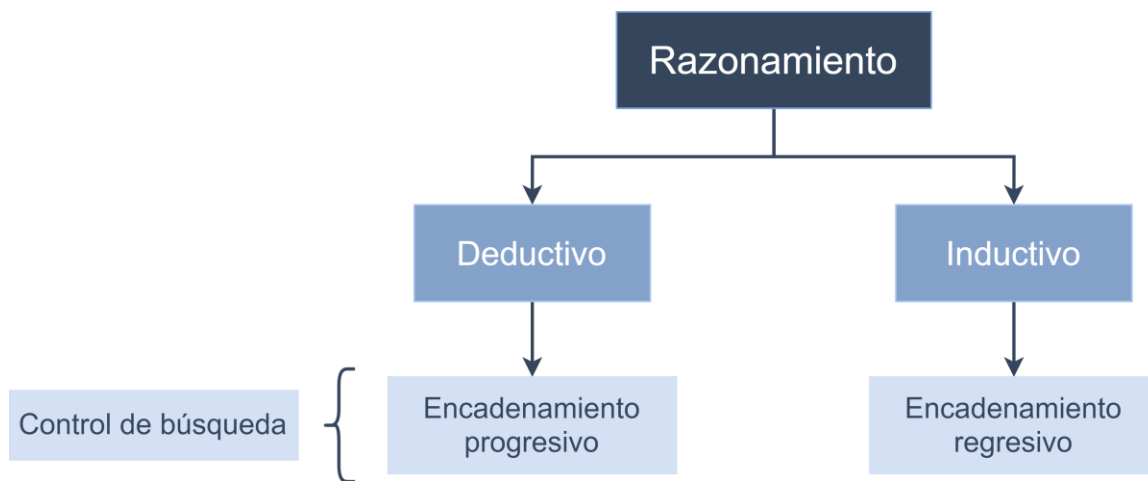 Razonamiento
Deductivo
Inductivo
Control de búsqueda
Encadenamiento
progresivo
Encadenamiento
regresivo